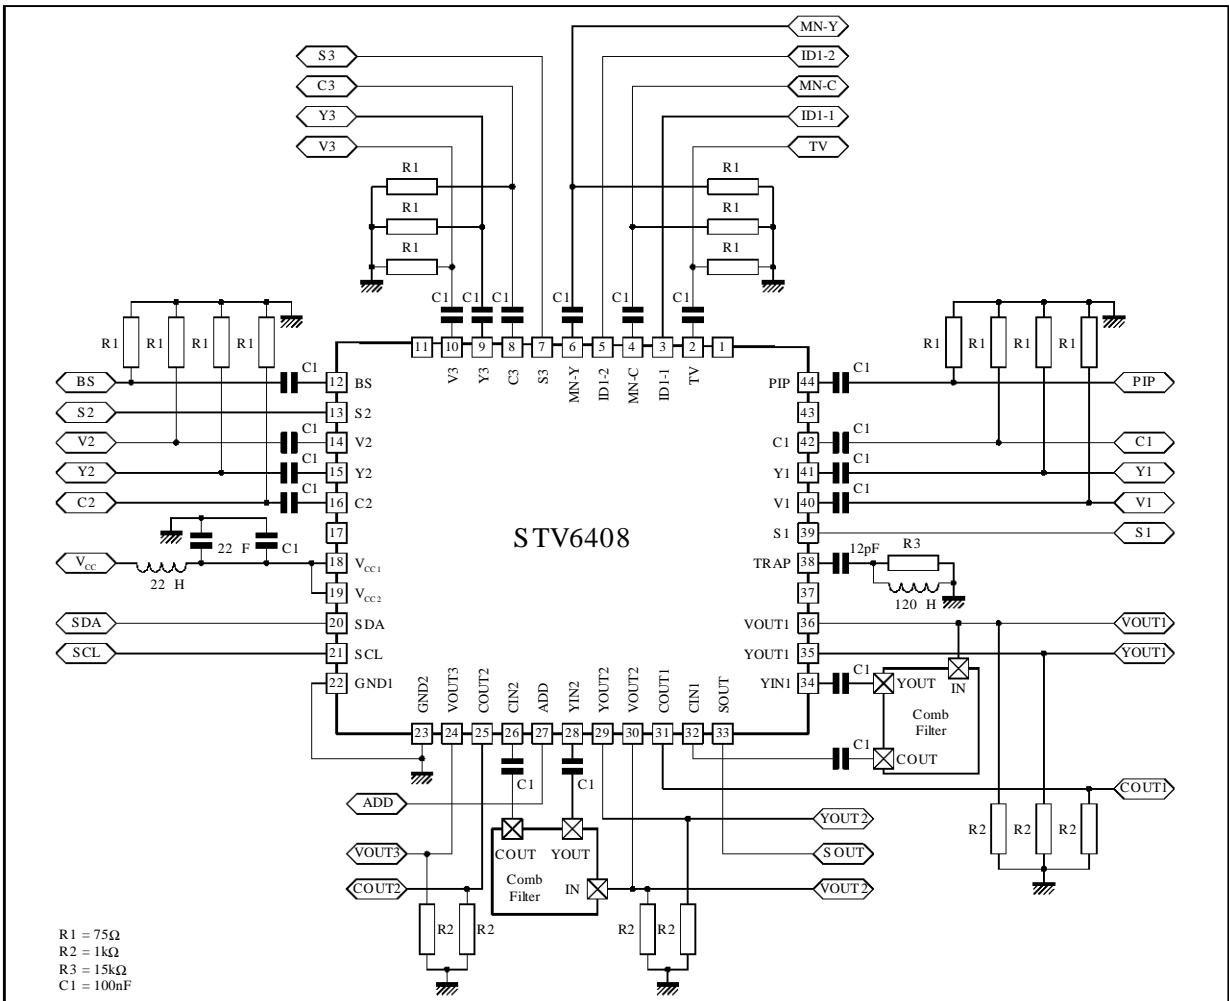 MN-Y
S3
ID1-2
C3
MN-C
Y3
ID1-1
V3
TV
R1
R1
R1
R1
R1
R1
C1
C1
C1
C1
C1
C1
11
10
9
8
7
6
5
4
3
2
1
V3
Y3
C3
S3
MN-Y
ID1-2
MN-C
ID1-1
TV
R1
R1
R1
R1
R1
R1
R1
R1
BS
C1
12
BS
PIP
44
C1
PIP
S2
13
S2
43
V2
C1
14
V2
C1
42
C1
C1
Y2
C1
15
Y2
Y1
41
C1
Y1
C2
C1
16
C2
V1
40
C1
V1
17
STV6408
S1
39
S1
22 F
C1
12pF
R3
VCC
18
VCC1
TRAP
38
22 H
19
VCC2
37
120 H
SDA
20
SDA
VOUT1
36
VOUT1
SCL
21
SCL
YOUT1
35
YOUT1
22
GND1
YIN1
34
C1
YOUT
IN
Comb
Filter
COUT
C1
GND2
VOUT3
COUT2
CIN2
ADD
YIN2
YOUT2
VOUT2
COUT1
CIN1
SOUT
23
24
25
26
27
28
29
30
31
32
33
C1
C1
COUT1
ADD
YOUT2
R2
R2
R2
COUT
YOUT
VOUT3
SOUT
Comb
Filter
IN
COUT2
VOUT2
R2
R2
R2
R2
R1 = 75Ω
R2 = 1kΩ
R3 = 15kΩ
C1 = 100nF